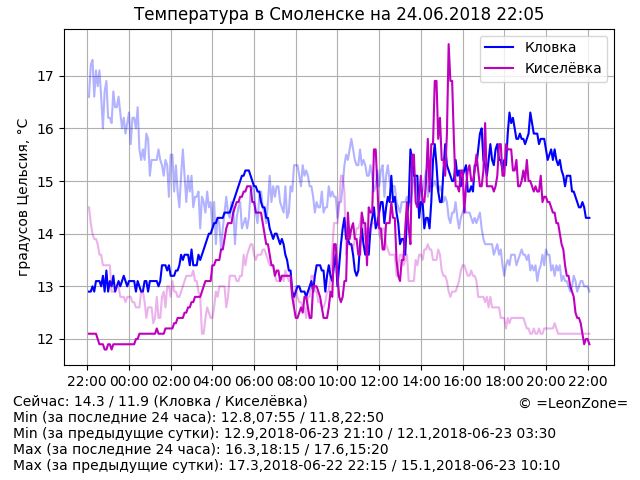 Температура в Смоленске на 24.06.2018 22:05
Кловка
Киселёвка
градусов Цельсия, °C
17
16
15
14
13
12
22:00 00:00 02:00 04:00 06:00 08:00 10:00 12:00 14:00 16:00 18:00 20:00 22:00
Сейчас: 14.3 / 11.9 (Кловка / Киселёвка)
© =LeonZone=
Min (за последние 24 часа): 12.8,07:55 / 11.8,22:50
Min (за предыдущие сутки): 12.9,2018-06-23 21:10 / 12.1,2018-06-23 03:30
Max (за последние 24 часа): 16.3,18:15 / 17.6,15:20
Max (за предыдущие сутки): 17.3,2018-06-22 22:15 / 15.1,2018-06-23 10:10